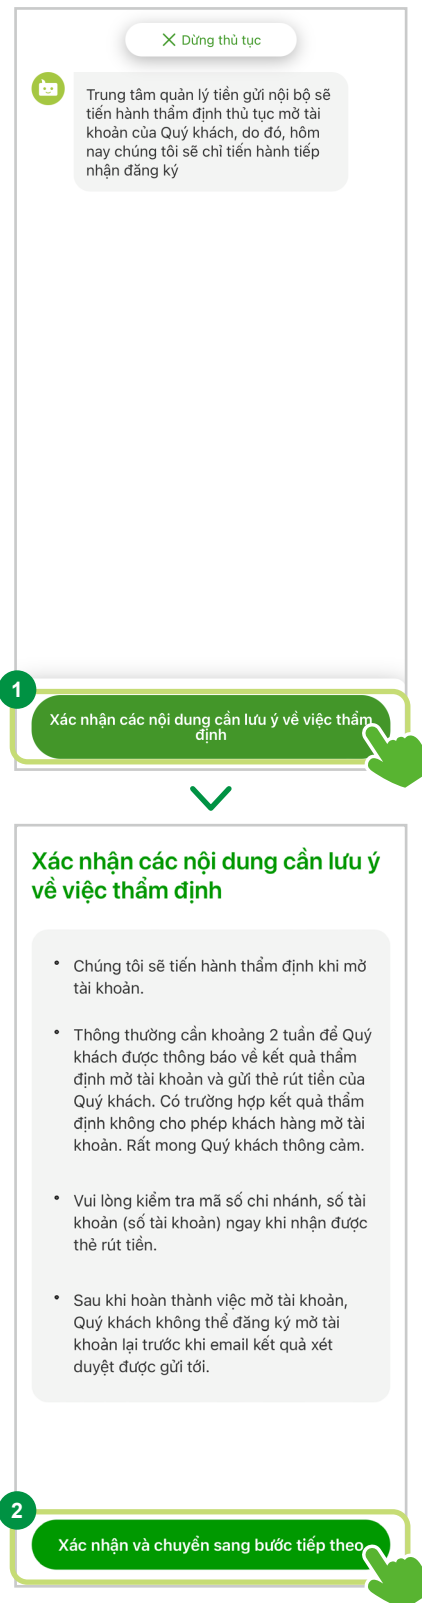 Dừng thủ tục
Trung tâm quản lý tiền gửi nội bộ sẽ
tiến hành thẩm định thủ tục mở tài
khoản của Quý khách, do đó, hôm
nay chúng tôi sẽ chỉ tiến hành tiếp
nhận đăng ký
1
Xác nhận các nội dung cần lưu ý về việc thẩm
định
Xác nhận các nội dung cần lưu ý
về việc thẩm định
• Chúng tôi sẽ tiến hành thẩm định khi mở
tài khoản.
• Thông thường cần khoảng 2 tuần để Quý
khách được thông báo về kết quả thẩm
định mở tài khoản và gửi thẻ rút tiền của
Quý khách. Có trường hợp kết quả thẩm
định không cho phép khách hàng mở tài
khoản. Rất mong Quý khách thông cảm.
• Vui lòng kiểm tra mã số chi nhánh, số tài
khoản (số tài khoản) ngay khi nhận được
thẻ rút tiền.
• Sau khi hoàn thành việc mở tài khoản,
Quý khách không thể đăng ký mở tài
khoản lại trước khi email kết quả xét
duyệt được gửi tới.
2
Xác nhận và chuyển sang bước tiếp theo